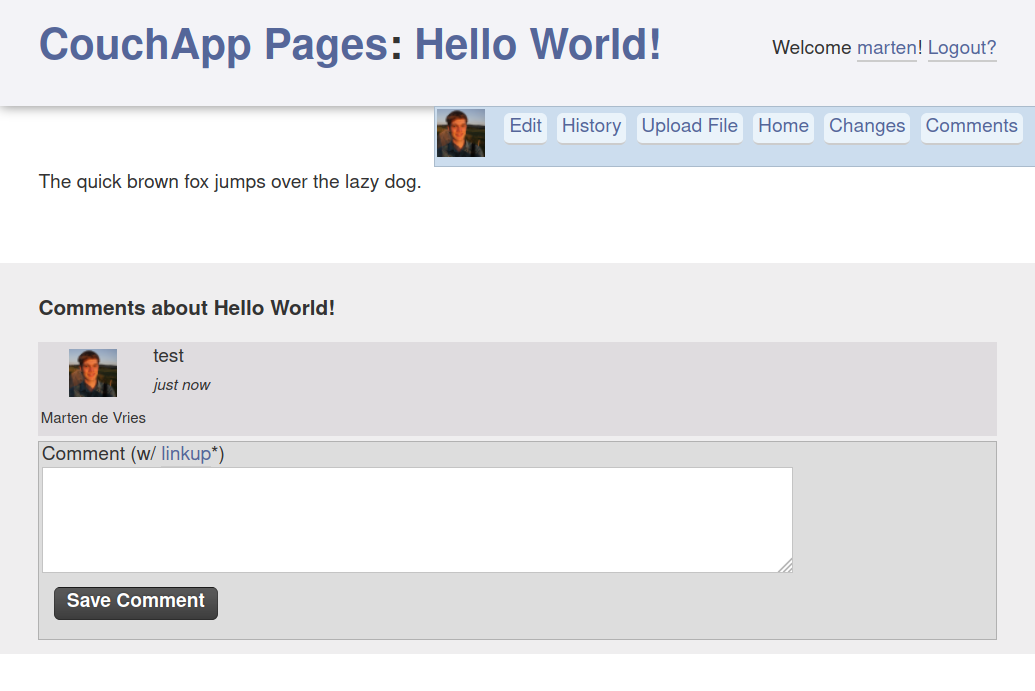 CouchApp Pages: Hello World!
Welcome marten! Logout?
Edit History Upload File Home Changes Comments
The quick brown fox jumps over the lazy dog.
Comments about Hello World!
test
just now
Marten de Vries
Comment (w/ linkup*)
Save Comment